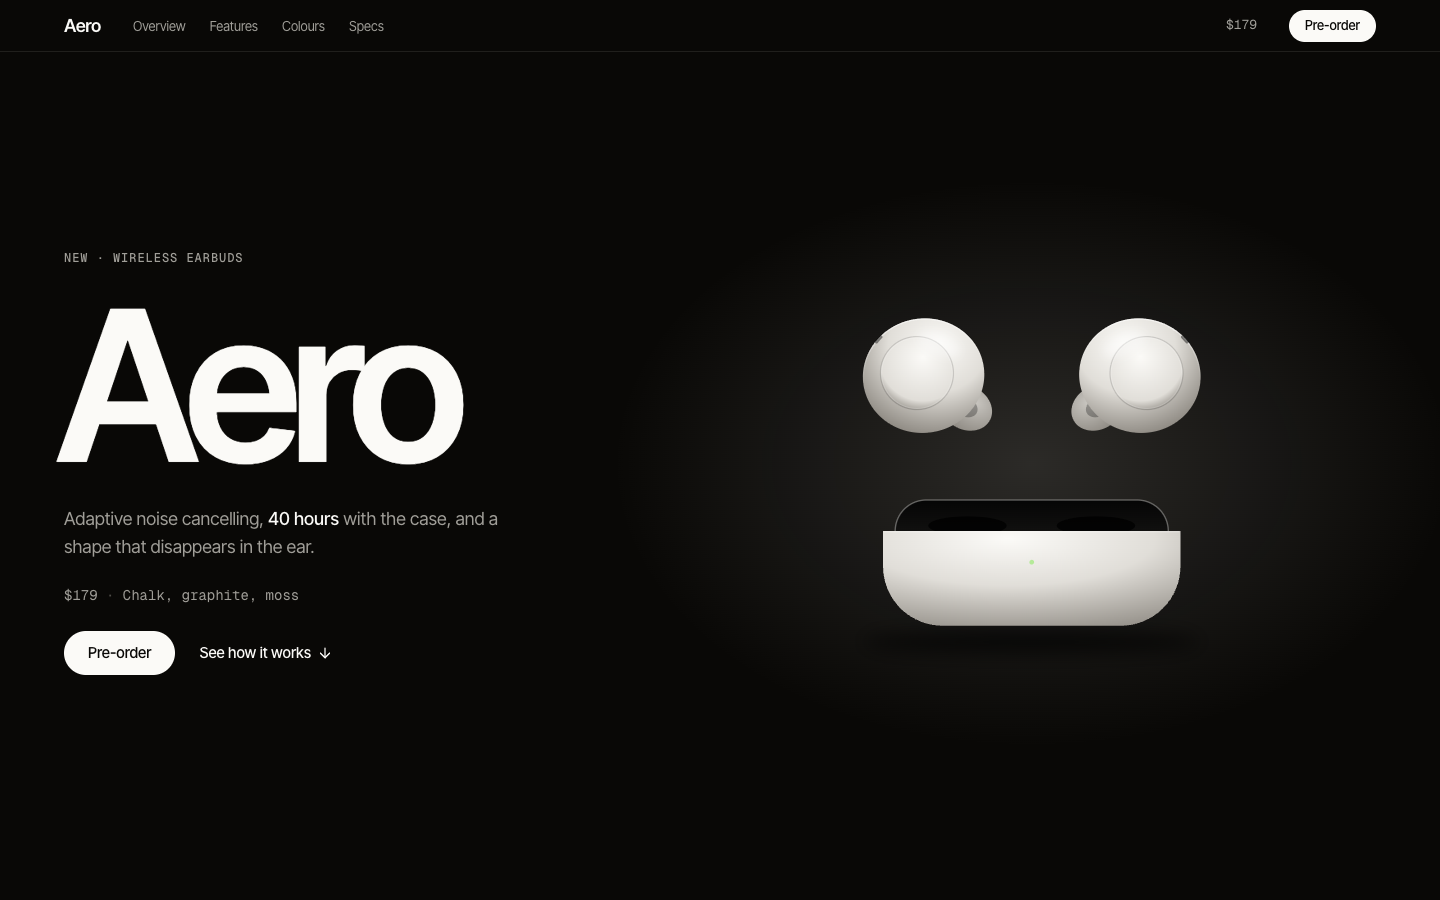 Aero
Overview
Features
Colours
Specs
$179
Pre-order
NEW · WIRELESS EARBUDS
Aero
Adaptive noise cancelling, 40 hours with the case, and a
shape that disappears in the ear.
$179 · Chalk, graphite, moss
Pre-order
See how it works ↓